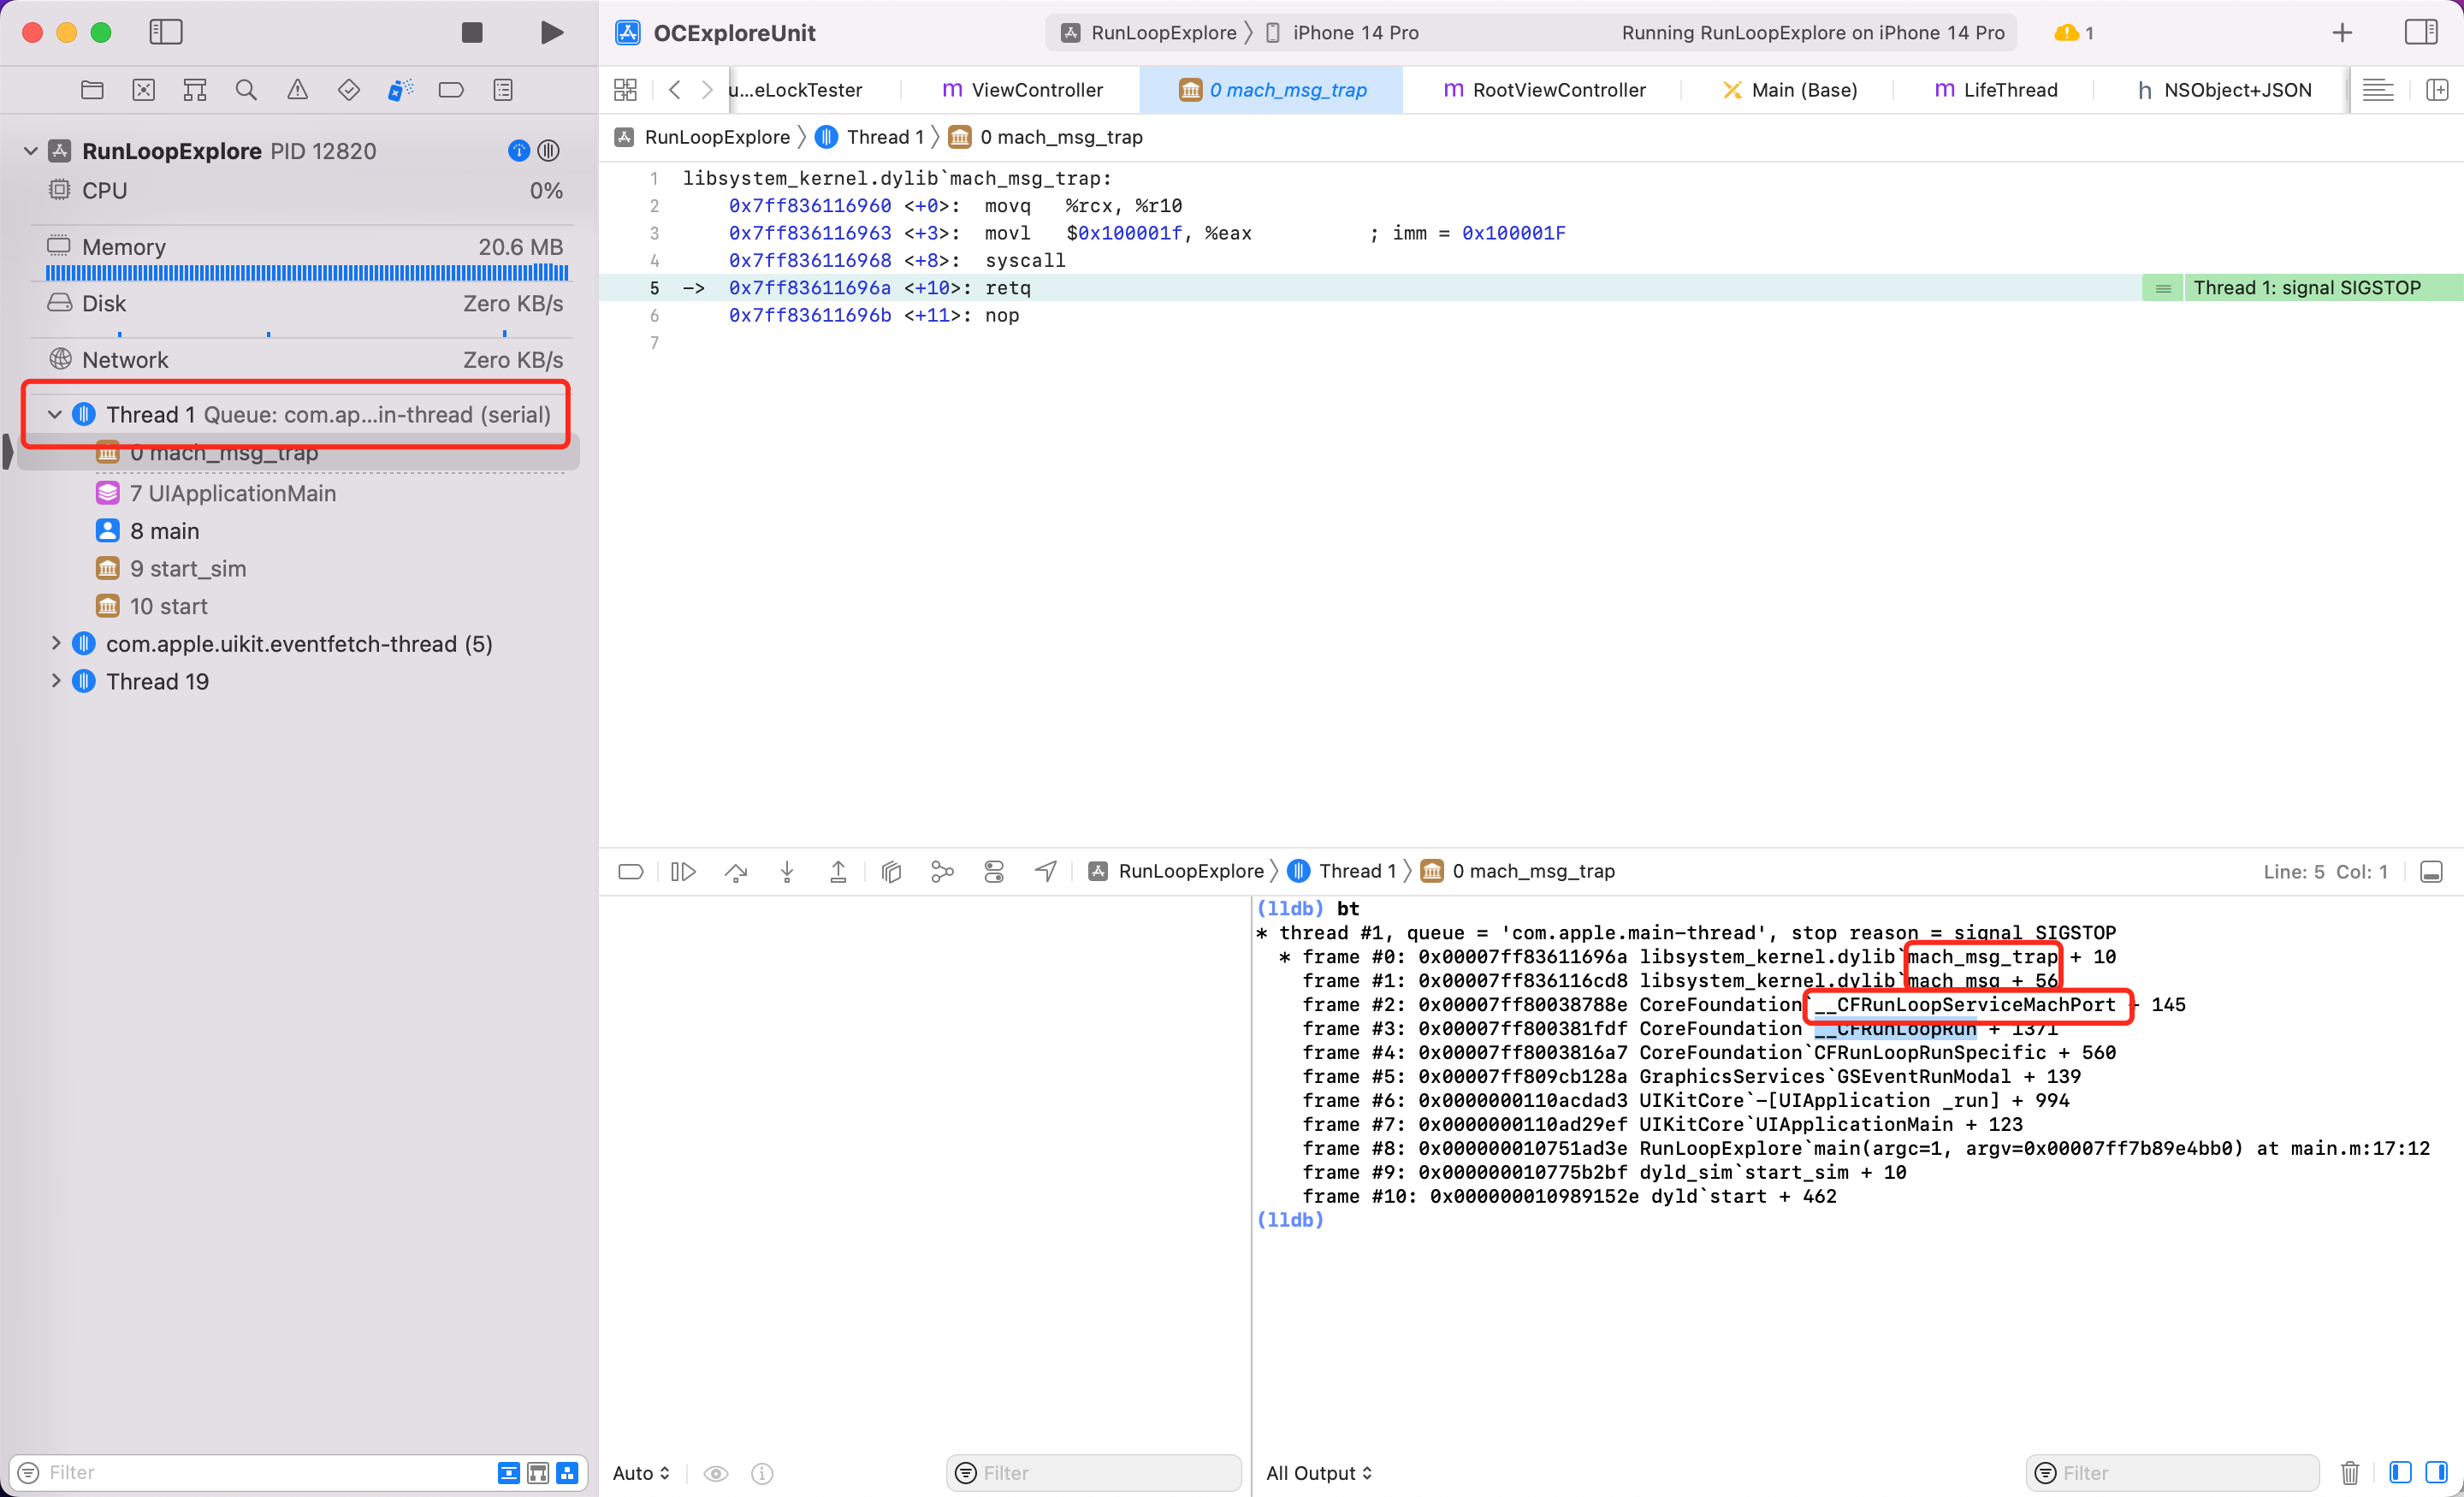 OCExploreUnit
RunLoopExplore
iPhone 14 Pro
Running RunLoopExplore on iPhone 14 Pro
1
u...eLockTester
m ViewController
0 mach_msg_trap
m RootViewController
Main (Base)
m LifeThread
h NSObject+JSON
RunLoopExplore PID 12820
CPU 0%
Memory 20.6 MB
Disk Zero KB/s
Network Zero KB/s
Thread 1 Queue: com.ap...in-thread (serial)
0 mach_msg_trap
7 UIApplicationMain
8 main
9 start_sim
10 start
com.apple.uikit.eventfetch-thread (5)
Thread 19
Filter
RunLoopExplore
Thread 1
0 mach_msg_trap
1 libsystem_kernel.dylib`mach_msg_trap:
2 0x7ff836116960 <+0>: movq %rcx, %r10
3 0x7ff836116963 <+3>: movl $0x100001f, %eax ; imm = 0x100001F
4 0x7ff836116968 <+8>: syscall
5 -> 0x7ff83611696a <+10>: retq
Thread 1: signal SIGSTOP
6 0x7ff83611696b <+11>: nop
7
RunLoopExplore
Thread 1
0 mach_msg_trap
Line: 5 Col: 1
(lldb) bt
* thread #1, queue = 'com.apple.main-thread', stop reason = signal SIGSTOP
* frame #0: 0x00007ff83611696a libsystem_kernel.dylib`mach_msg_trap + 10
frame #1: 0x00007ff836116cd8 libsystem_kernel.dylib`mach_msg + 56
frame #2: 0x00007ff80038788e CoreFoundation`__CFRunLoopServiceMachPort + 145
frame #3: 0x00007ff800381fdf CoreFoundation`__CFRunLoopRun + 1371
frame #4: 0x00007ff8003816a7 CoreFoundation`CFRunLoopRunSpecific + 560
frame #5: 0x00007ff809cb128a GraphicsServices`GSEventRunModal + 139
frame #6: 0x0000000110acdad3 UIKitCore`-[UIApplication _run] + 994
frame #7: 0x0000000110ad29ef UIKitCore`UIApplicationMain + 123
frame #8: 0x000000010751ad3e RunLoopExplore`main(argc=1, argv=0x00007ff7b89e4bb0) at main.m:17:12
frame #9: 0x000000010775b2bf dyld_sim`start_sim + 10
frame #10: 0x000000010989152e dyld`start + 462
(lldb)
Auto
Filter
All Output
Filter